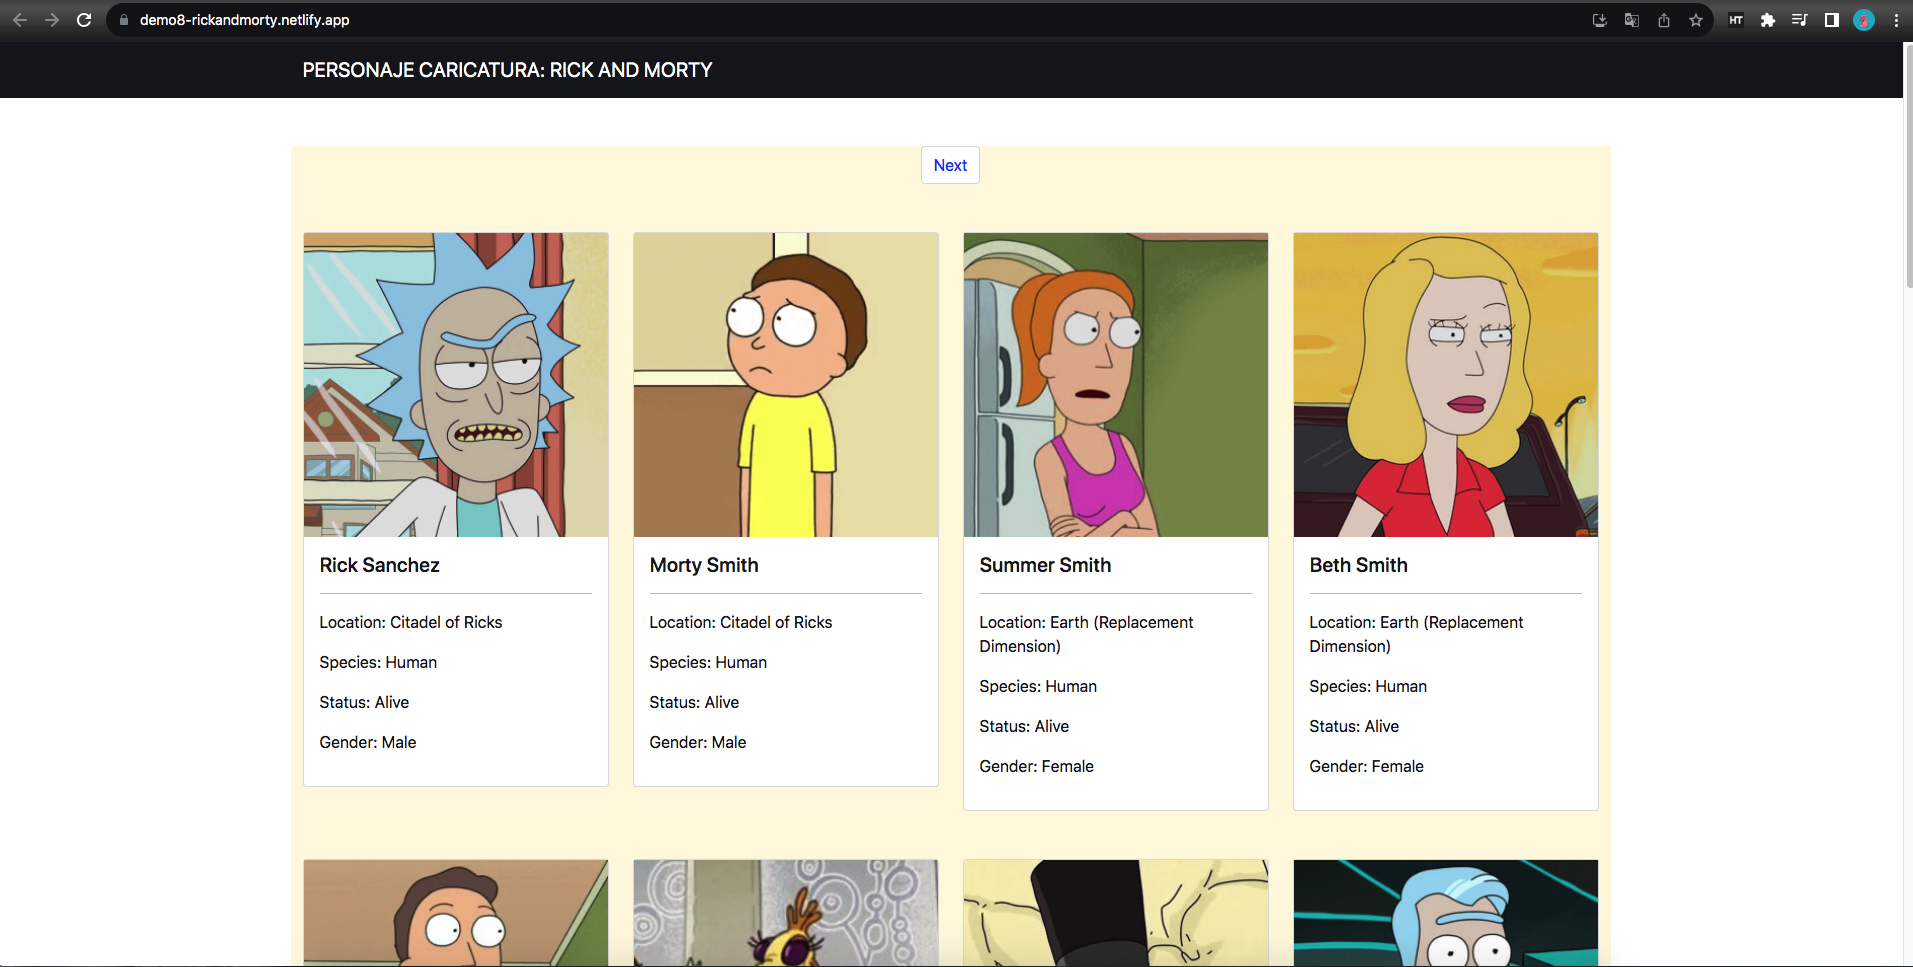 demo8-rickandmorty.netlify.app
HT
PERSONAJE CARICATURA: RICK AND MORTY
Next
Rick Sanchez
Location: Citadel of Ricks
Species: Human
Status: Alive
Gender: Male
Morty Smith
Location: Citadel of Ricks
Species: Human
Status: Alive
Gender: Male
Summer Smith
Location: Earth (Replacement
Dimension)
Species: Human
Status: Alive
Gender: Female
Beth Smith
Location: Earth (Replacement
Dimension)
Species: Human
Status: Alive
Gender: Female